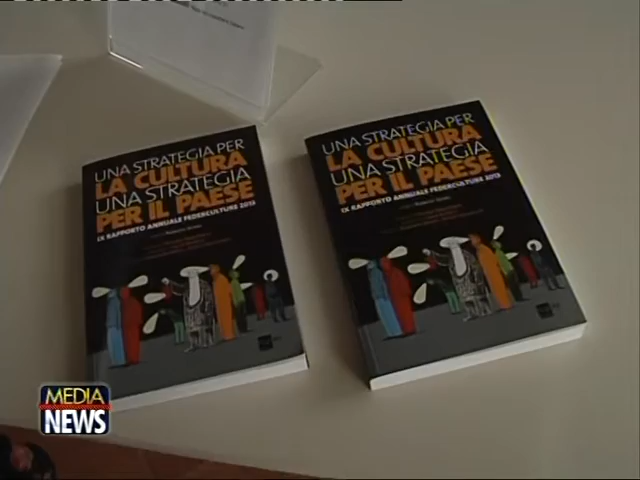 UNA STRATEGIA PER
LA CULTURA
UNA STRATEGIA
PER IL PAESE
IX RAPPORTO ANNUALE FEDERCULTURE 2013
UNA STRATEGIA PER
LA CULTURA
UNA STRATEGIA
PER IL PAESE
IX RAPPORTO ANNUALE FEDERCULTURE 2013
MEDIA
NEWS